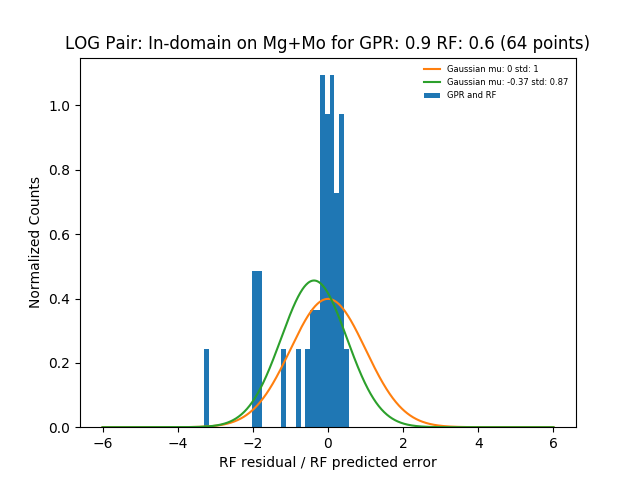 LOG Pair: In-domain on Mg+Mo for GPR: 0.9 RF: 0.6 (64 points)
Gaussian mu: 0 std: 1
Gaussian mu: -0.37 std: 0.87
GPR and RF
1.0
0.8
0.6
0.4
0.2
0.0
Normalized Counts
−6
−4
−2
0
2
4
6
RF residual / RF predicted error